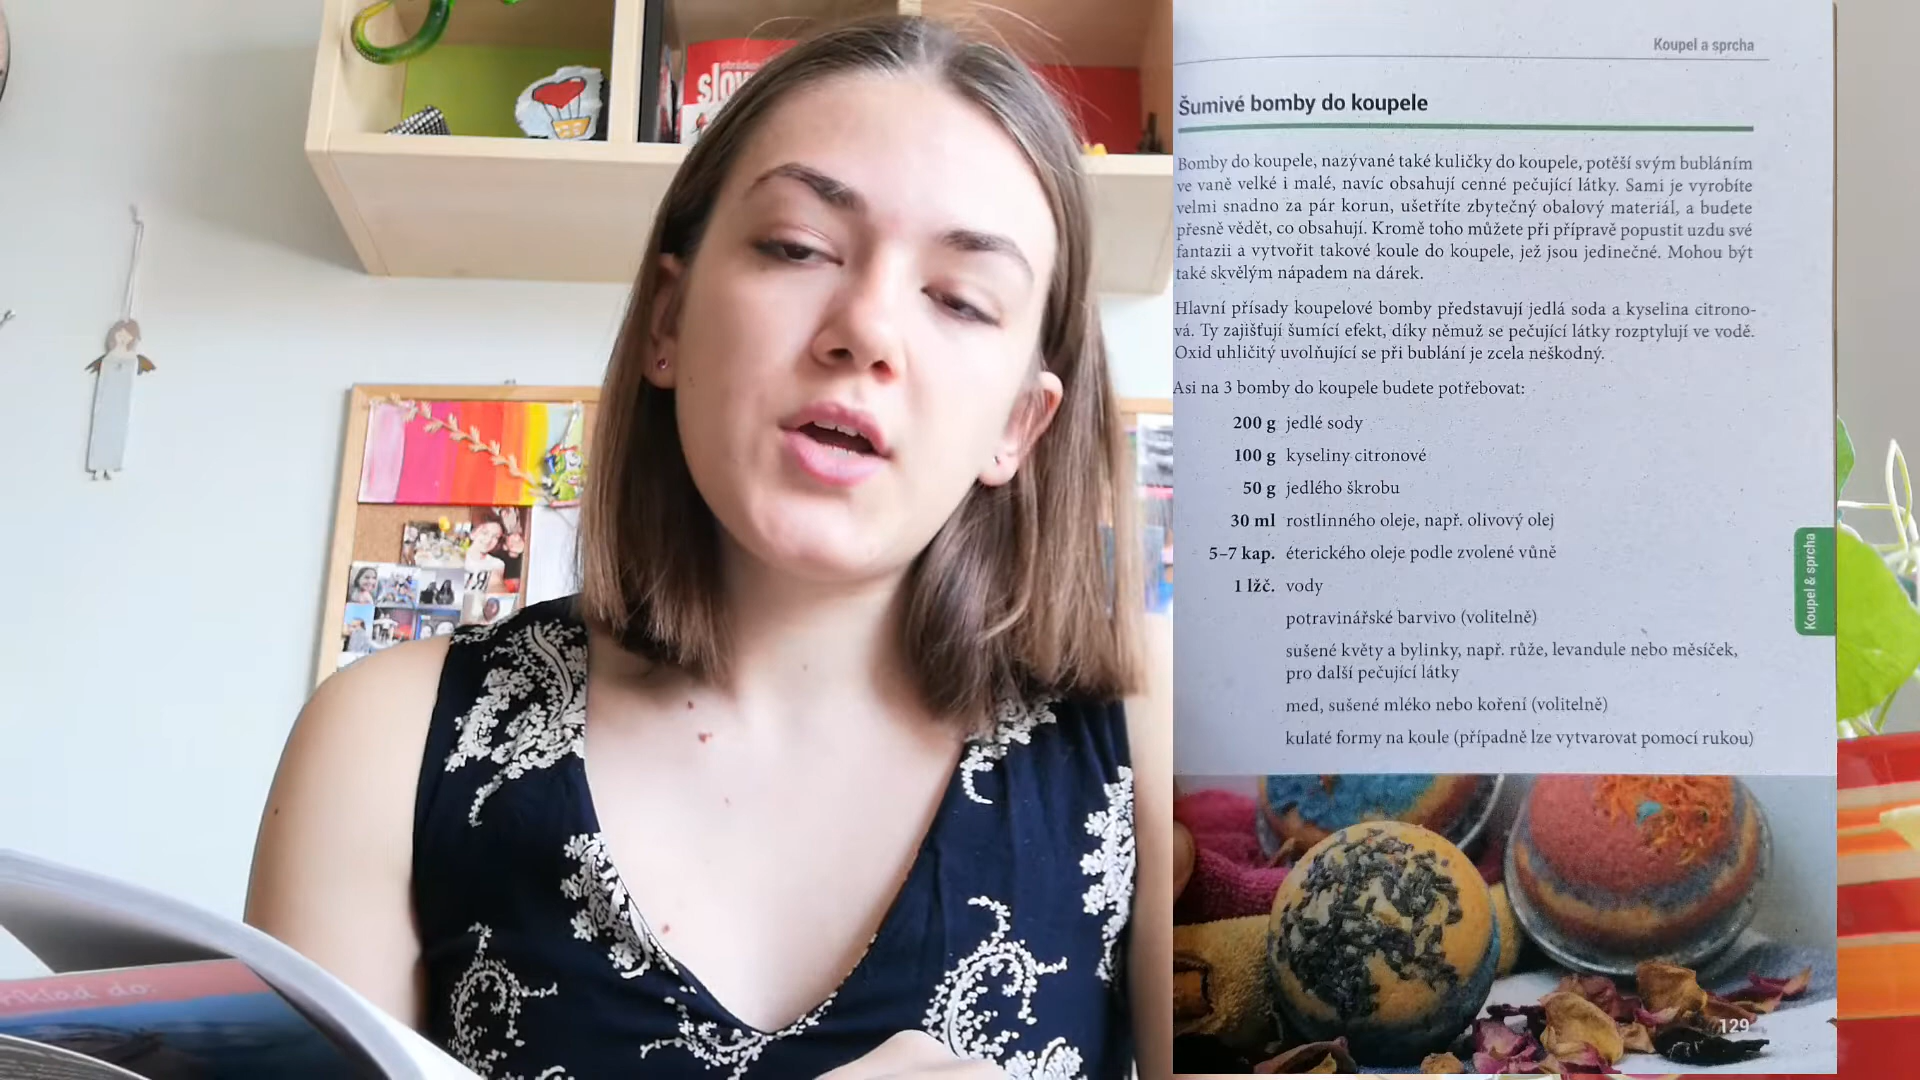 slov
říklad do:
Koupel a sprcha
Šumivé bomby do koupele
Bomby do koupele, nazývané také kuličky do koupele, potěší svým bubláním
ve vaně velké i malé, navíc obsahují cenné pečující látky. Sami je vyrobíte
velmi snadno za pár korun, ušetříte zbytečný obalový materiál, a budete
přesně vědět, co obsahují. Kromě toho můžete při přípravě popustit uzdu své
fantazii a vytvořit takové koule do koupele, jež jsou jedinečné. Mohou být
také skvělým nápadem na dárek.
Hlavní přísady koupelové bomby představují jedlá soda a kyselina citrono-
vá. Ty zajišťují šumící efekt, díky němuž se pečující látky rozptylují ve vodě.
Oxid uhličitý uvolňující se při bublání je zcela neškodný.
Asi na 3 bomby do koupele budete potřebovat:
200 g jedlé sody
100 g kyseliny citronové
50 g jedlého škrobu
30 ml rostlinného oleje, např. olivový olej
5–7 kap. éterického oleje podle zvolené vůně
1 lžč. vody
potravinářské barvivo (volitelně)
sušené květy a bylinky, např. růže, levandule nebo měsíček,
pro další pečující látky
med, sušené mléko nebo koření (volitelně)
kulaté formy na koule (případně lze vytvarovat pomocí rukou)
Koupel & sprcha
129